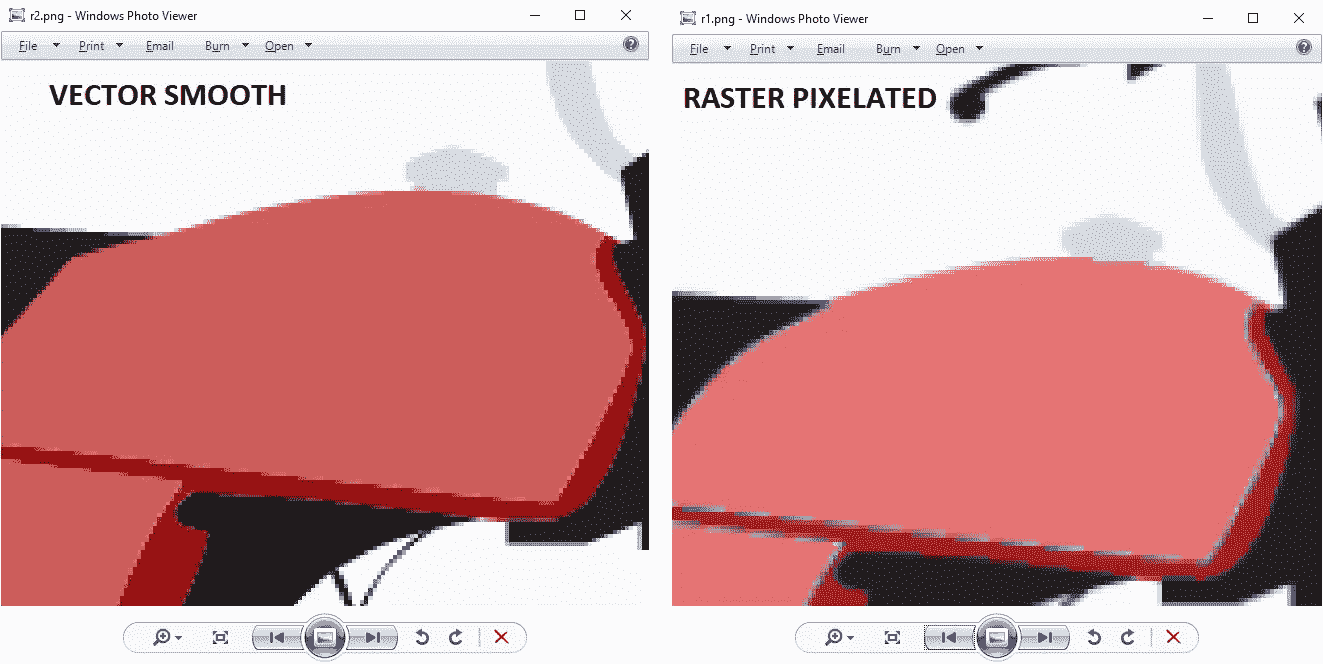 r2.png - Windows Photo Viewer
File Print Email Burn Open
VECTOR SMOOTH
r1.png - Windows Photo Viewer
File Print Email Burn Open
RASTER PIXELATED